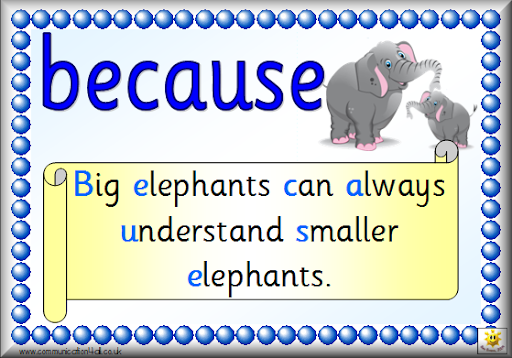 because
Big elephants can always
understand smaller
elephants.
www.communication4all.co.uk